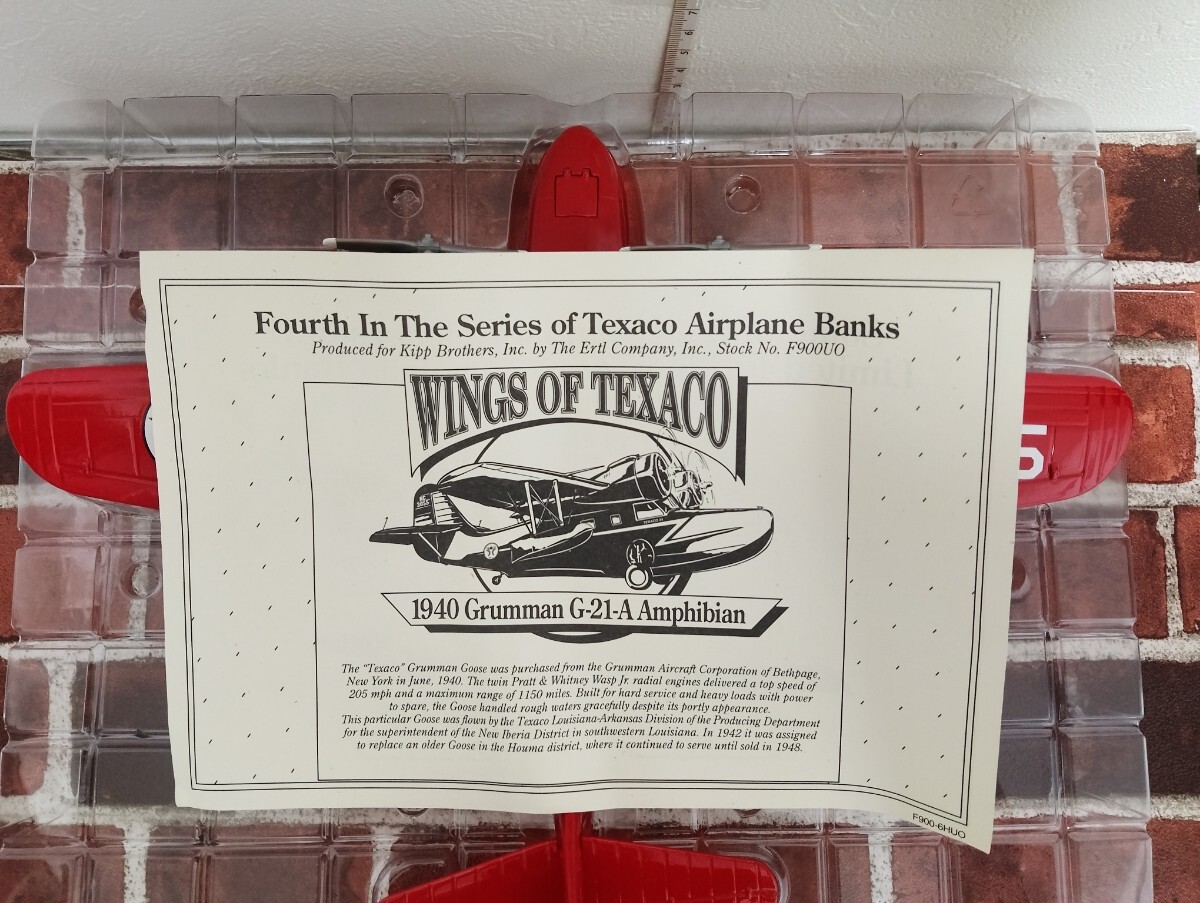 Fourth In The Series of Texaco Airplane Banks
Produced for Kipp Brothers, Inc. by The Ertl Company, Inc., Stock No. F900UO
WINGS OF TEXACO
1940 Grumman G-21-A Amphibian
The "Texaco" Grumman Goose was purchased from the Grumman Aircraft Corporation of Bethpage,
New York in June, 1940. The twin Pratt & Whitney Wasp Jr. radial engines delivered a top speed of
205 mph and a maximum range of 1150 miles. Built for hard service and heavy loads with power
to spare, the Goose handled rough waters gracefully despite its portly appearance.
This particular Goose was flown by the Texaco Louisiana-Arkansas Division of the Producing Department
for the superintendent of the New Iberia District in southwestern Louisiana. In 1942 it was assigned
to replace an older Goose in the Houma district, where it continued to serve until sold in 1948.
F900-6HUO